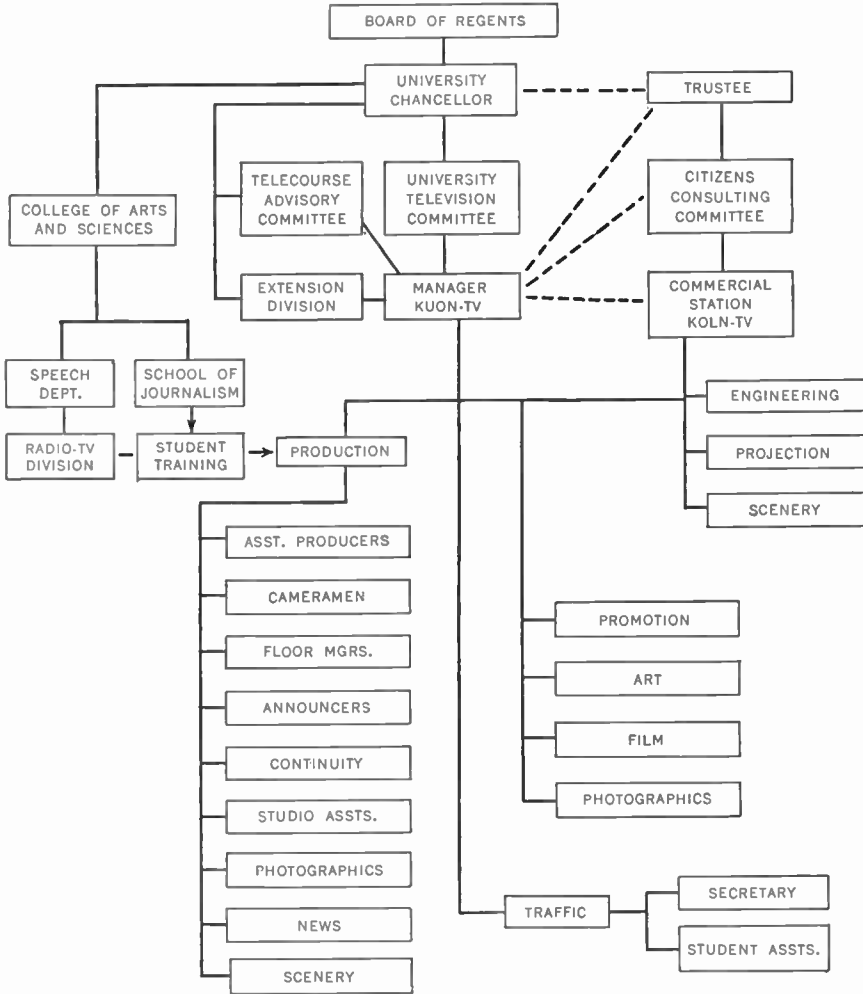 BOARD OF REGENTS
UNIVERSITY
CHANCELLOR
TRUSTEE
TELECOURSE
ADVISORY
COMMITTEE
UNIVERSITY
TELEVISION
COMMITTEE
CITIZENS
CONSULTING
COMMITTEE
COLLEGE OF ARTS
AND SCIENCES
EXTENSION
DIVISION
MANAGER
KUON-TV
COMMERCIAL
STATION
KOLN-TV
SPEECH
DEPT.
SCHOOL OF
JOURNALISM
ENGINEERING
RADIO-TV
DIVISION
STUDENT
TRAINING
PRODUCTION
PROJECTION
SCENERY
ASST. PRODUCERS
CAMERAMEN
FLOOR MGRS.
ANNOUNCERS
CONTINUITY
STUDIO ASSTS.
PHOTOGRAPHICS
NEWS
SCENERY
PROMOTION
ART
FILM
PHOTOGRAPHICS
TRAFFIC
SECRETARY
STUDENT ASSTS.